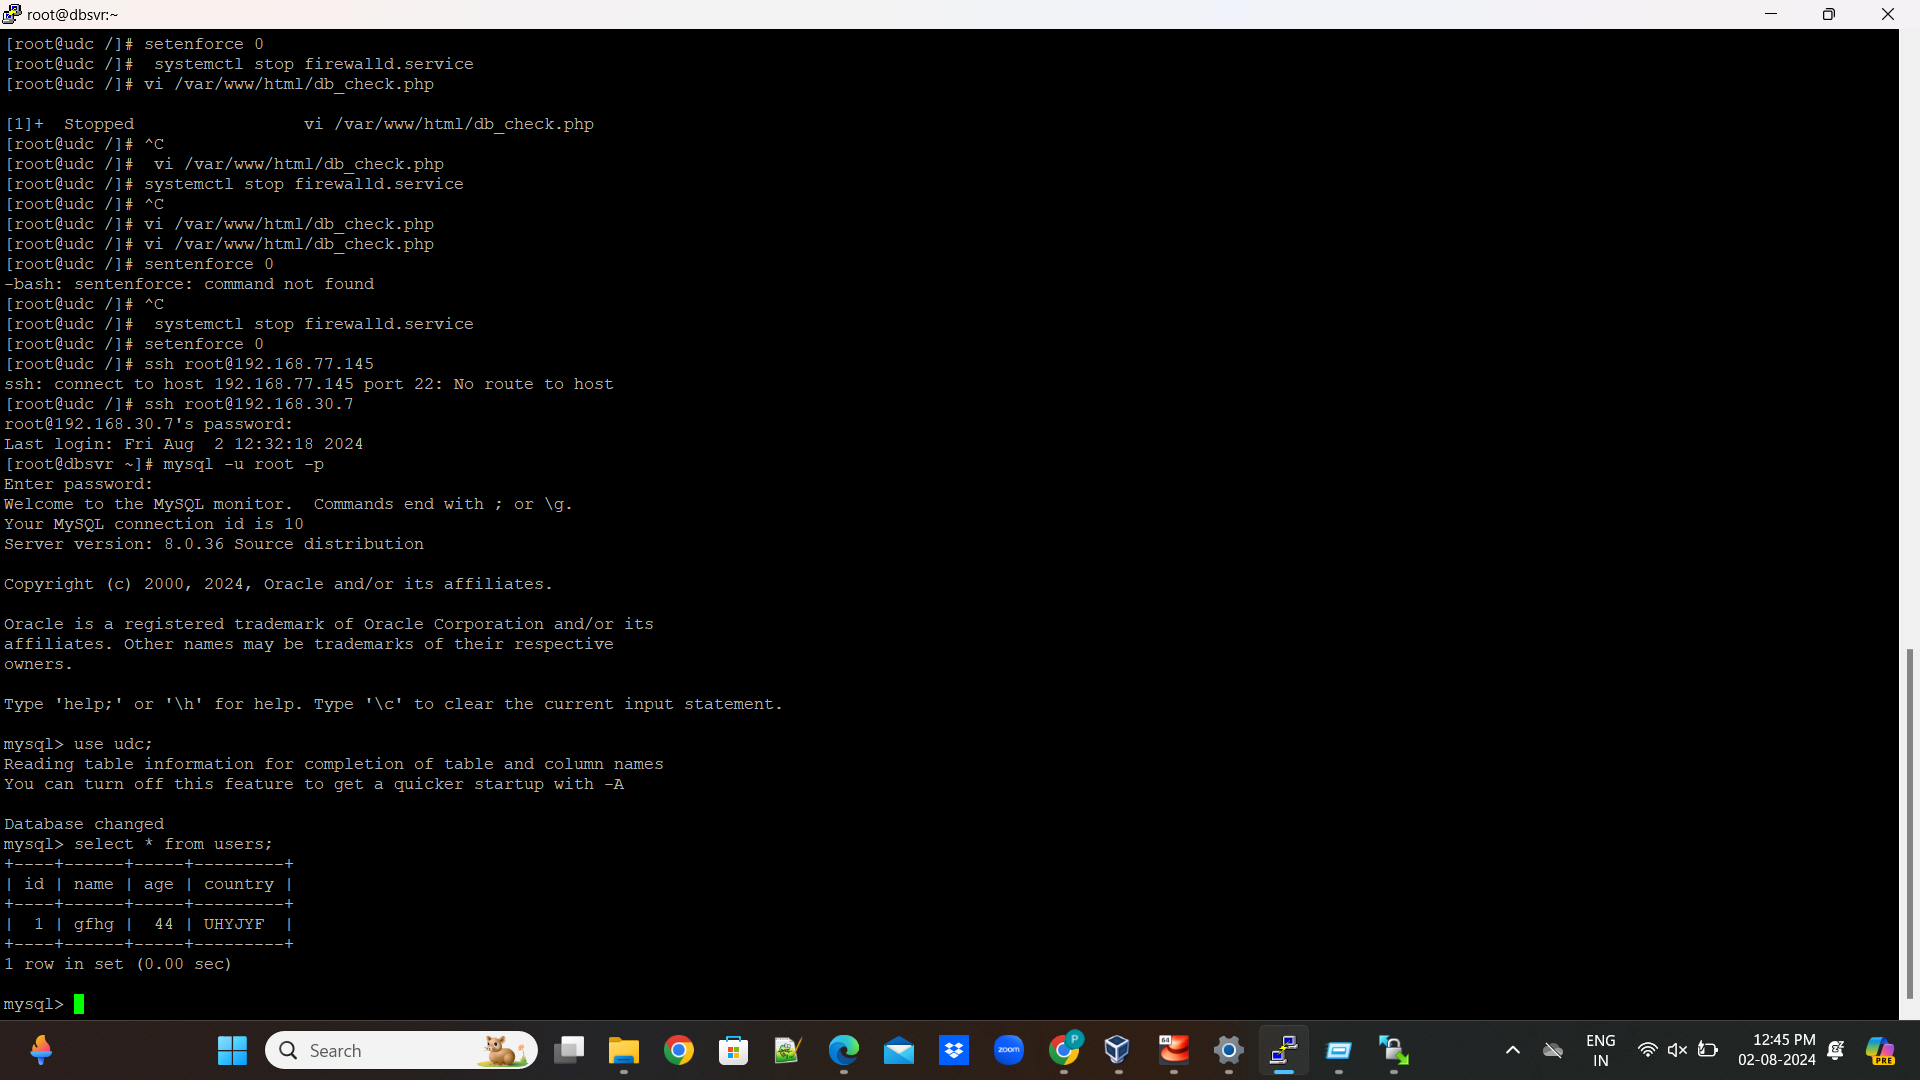 root@dbsvr:~
[root@udc /]# setenforce 0
[root@udc /]#  systemctl stop firewalld.service
[root@udc /]# vi /var/www/html/db_check.php
[1]+  Stopped                 vi /var/www/html/db_check.php
[root@udc /]# ^C
[root@udc /]#  vi /var/www/html/db_check.php
[root@udc /]# systemctl stop firewalld.service
[root@udc /]# ^C
[root@udc /]# vi /var/www/html/db_check.php
[root@udc /]# vi /var/www/html/db_check.php
[root@udc /]# sentenforce 0
-bash: sentenforce: command not found
[root@udc /]# ^C
[root@udc /]#  systemctl stop firewalld.service
[root@udc /]# setenforce 0
[root@udc /]# ssh root@192.168.77.145
ssh: connect to host 192.168.77.145 port 22: No route to host
[root@udc /]# ssh root@192.168.30.7
root@192.168.30.7's password:
Last login: Fri Aug  2 12:32:18 2024
[root@dbsvr ~]# mysql -u root -p
Enter password:
Welcome to the MySQL monitor.  Commands end with ; or \g.
Your MySQL connection id is 10
Server version: 8.0.36 Source distribution
Copyright (c) 2000, 2024, Oracle and/or its affiliates.
Oracle is a registered trademark of Oracle Corporation and/or its
affiliates. Other names may be trademarks of their respective
owners.
Type 'help;' or '\h' for help. Type '\c' to clear the current input statement.
mysql> use udc;
Reading table information for completion of table and column names
You can turn off this feature to get a quicker startup with -A
Database changed
mysql> select * from users;
+----+------+-----+---------+
| id | name | age | country |
+----+------+-----+---------+
|  1 | gfhg |  44 | UHYJYF  |
+----+------+-----+---------+
1 row in set (0.00 sec)
mysql>
Search
zoom
P
64
ENG
IN
12:45 PM
02-08-2024
PRE